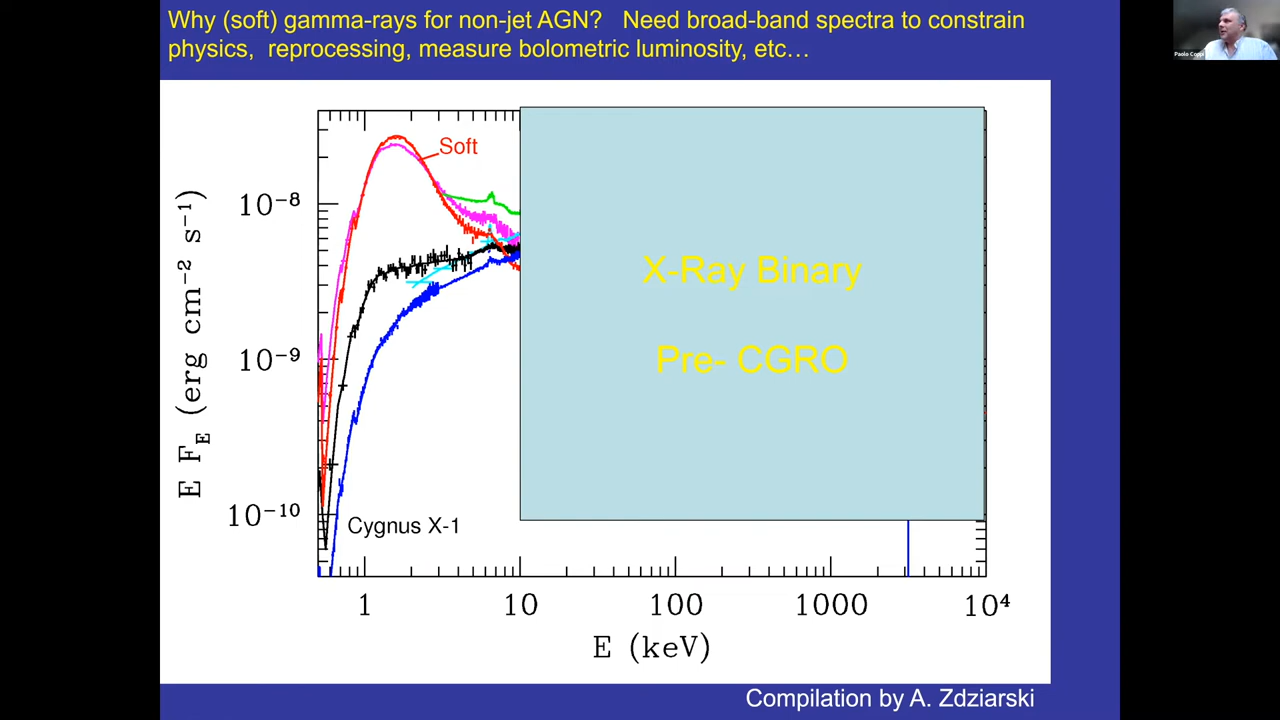 Why (soft) gamma-rays for non-jet AGN? Need broad-band spectra to constrain
physics, reprocessing, measure bolometric luminosity, etc…
Paolo Coppi
Soft
10⁻⁸
10⁻⁹
10⁻¹⁰
E F_E (erg cm⁻² s⁻¹)
X-Ray Binary
Pre- CGRO
Cygnus X-1
1 10 100 1000 10⁴
E (keV)
Compilation by A. Zdziarski